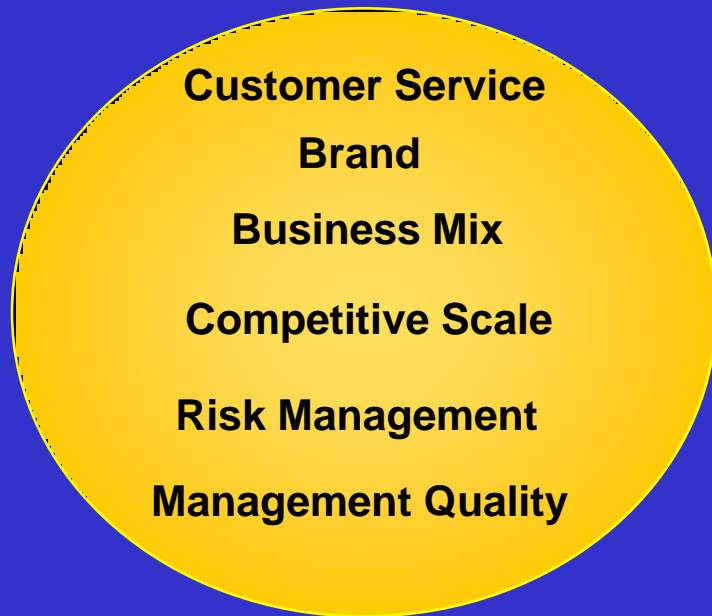 Customer Service
Brand
Business Mix
Competitive Scale
Risk Management
Management Quality